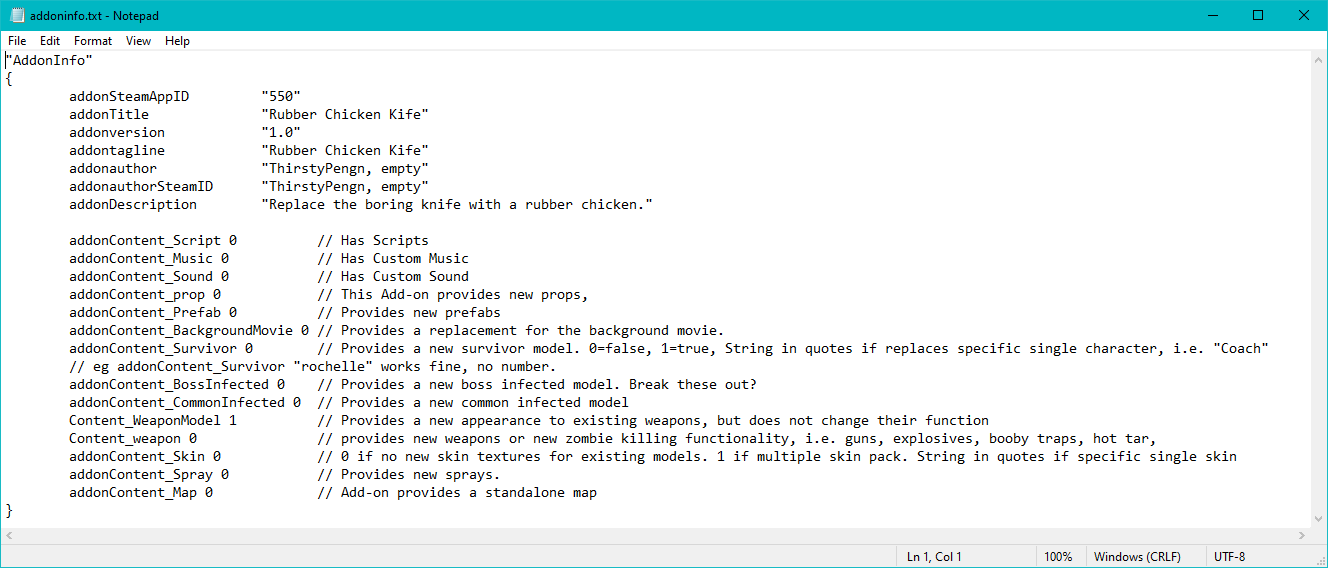 addoninfo.txt - Notepad
File Edit Format View Help
"AddonInfo"
{
addonSteamAppID "550"
addonTitle "Rubber Chicken Kife"
addonversion "1.0"
addontagline "Rubber Chicken Kife"
addonauthor "ThirstyPengn, empty"
addonauthorSteamID "ThirstyPengn, empty"
addonDescription "Replace the boring knife with a rubber chicken."
addonContent_Script 0 // Has Scripts
addonContent_Music 0 // Has Custom Music
addonContent_Sound 0 // Has Custom Sound
addonContent_prop 0 // This Add-on provides new props,
addonContent_Prefab 0 // Provides new prefabs
addonContent_BackgroundMovie 0 // Provides a replacement for the background movie.
addonContent_Survivor 0 // Provides a new survivor model. 0=false, 1=true, String in quotes if replaces specific single character, i.e. "Coach"
// eg addonContent_Survivor "rochelle" works fine, no number.
addonContent_BossInfected 0 // Provides a new boss infected model. Break these out?
addonContent_CommonInfected 0 // Provides a new common infected model
Content_WeaponModel 1 // Provides a new appearance to existing weapons, but does not change their function
Content_weapon 0 // provides new weapons or new zombie killing functionality, i.e. guns, explosives, booby traps, hot tar,
addonContent_Skin 0 // 0 if no new skin textures for existing models. 1 if multiple skin pack. String in quotes if specific single skin
addonContent_Spray 0 // Provides new sprays.
addonContent_Map 0 // Add-on provides a standalone map
}
Ln 1, Col 1 100% Windows (CRLF) UTF-8